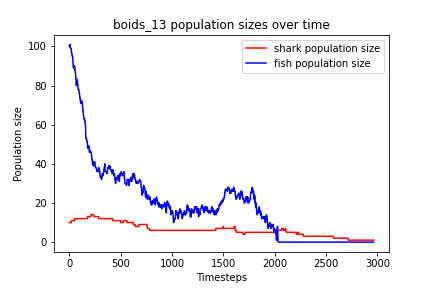 boids_13 population sizes over time
shark population size
fish population size
Population size
100
80
60
40
20
0
0 500 1000 1500 2000 2500 3000
Timesteps